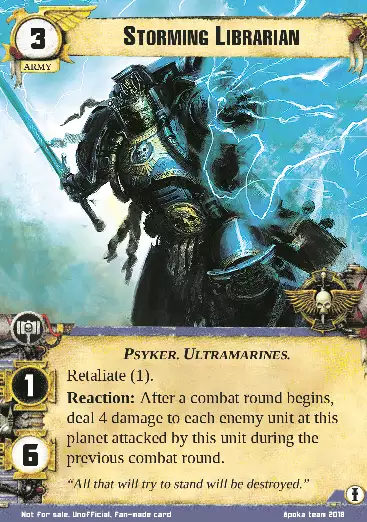 3
ARMY
STORMING LIBRARIAN
PSYKER. ULTRAMARINES.
Retaliate (1).
Reaction: After a combat round begins,
deal 4 damage to each enemy unit at this
planet attacked by this unit during the
previous combat round.
1
6
“All that will try to stand will be destroyed.”
Not for sale. Unofficial, Fan-made card
Apoka team 2018